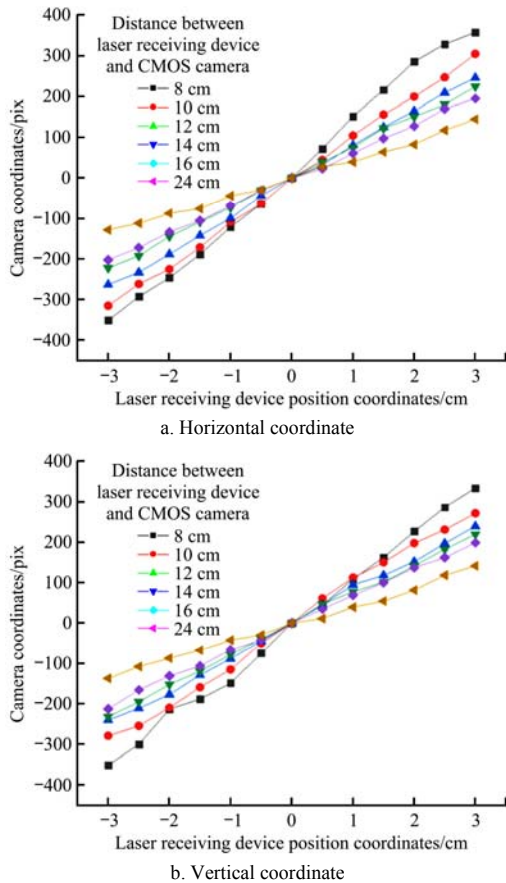 Distance between
laser receiving device
and CMOS camera
8 cm
10 cm
12 cm
14 cm
16 cm
24 cm
Camera coordinates/pix
400
300
200
100
0
−100
−200
−300
−400
−3 −2 −1 0 1 2 3
Laser receiving device position coordinates/cm
a. Horizontal coordinate
Distance between
laser receiving device
and CMOS camera
8 cm
10 cm
12 cm
14 cm
16 cm
24 cm
Camera coordinates/pix
400
300
200
100
0
−100
−200
−300
−400
−3 −2 −1 0 1 2 3
Laser receiving device position coordinates/cm
b. Vertical coordinate